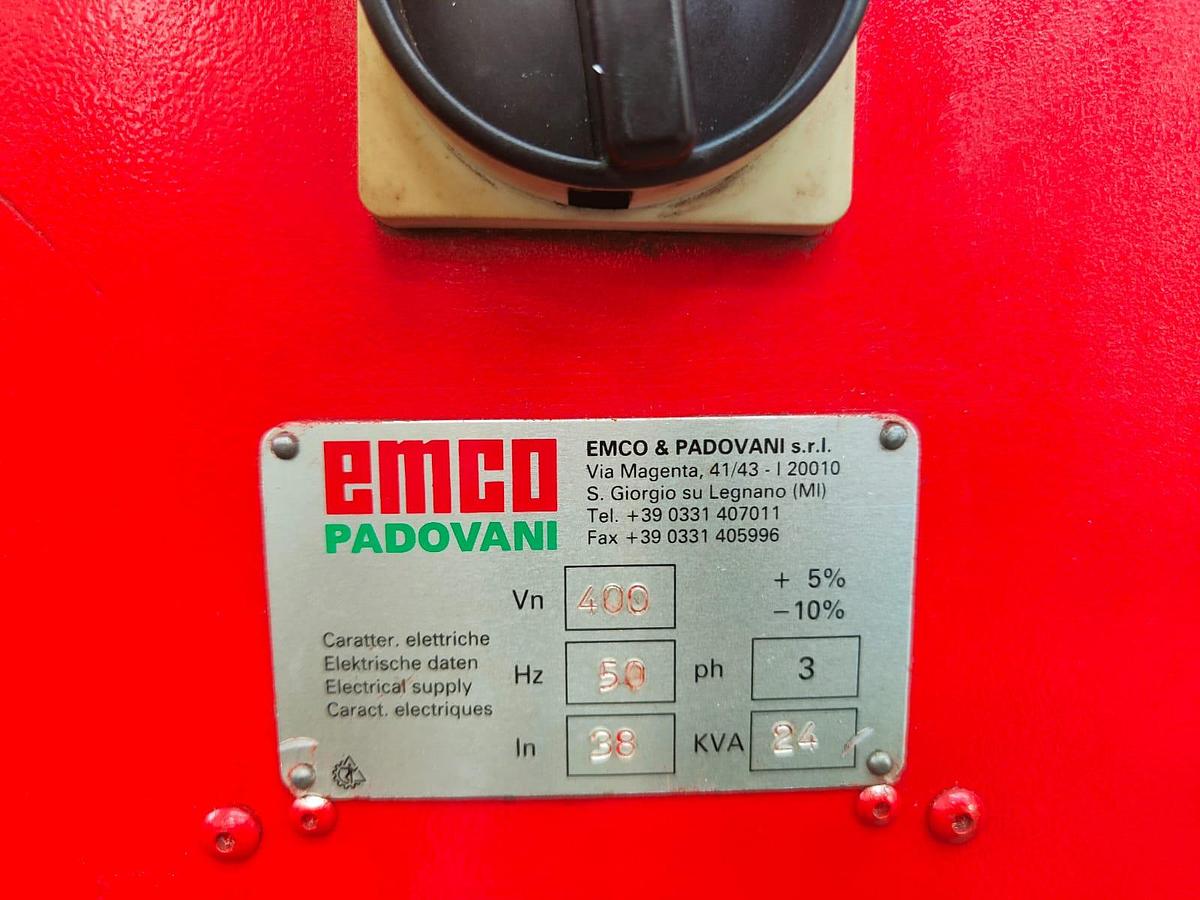 emco
PADOVANI
EMCO & PADOVANI s.r.l.
Via Magenta, 41/43 - I 20010
S. Giorgio su Legnano (MI)
Tel. +39 0331 407011
Fax +39 0331 405996
Vn 400 + 5%
−10%
Caratter. elettriche
Elektrische daten
Electrical supply
Caract. electriques
Hz 50 ph 3
In 38 KVA 24